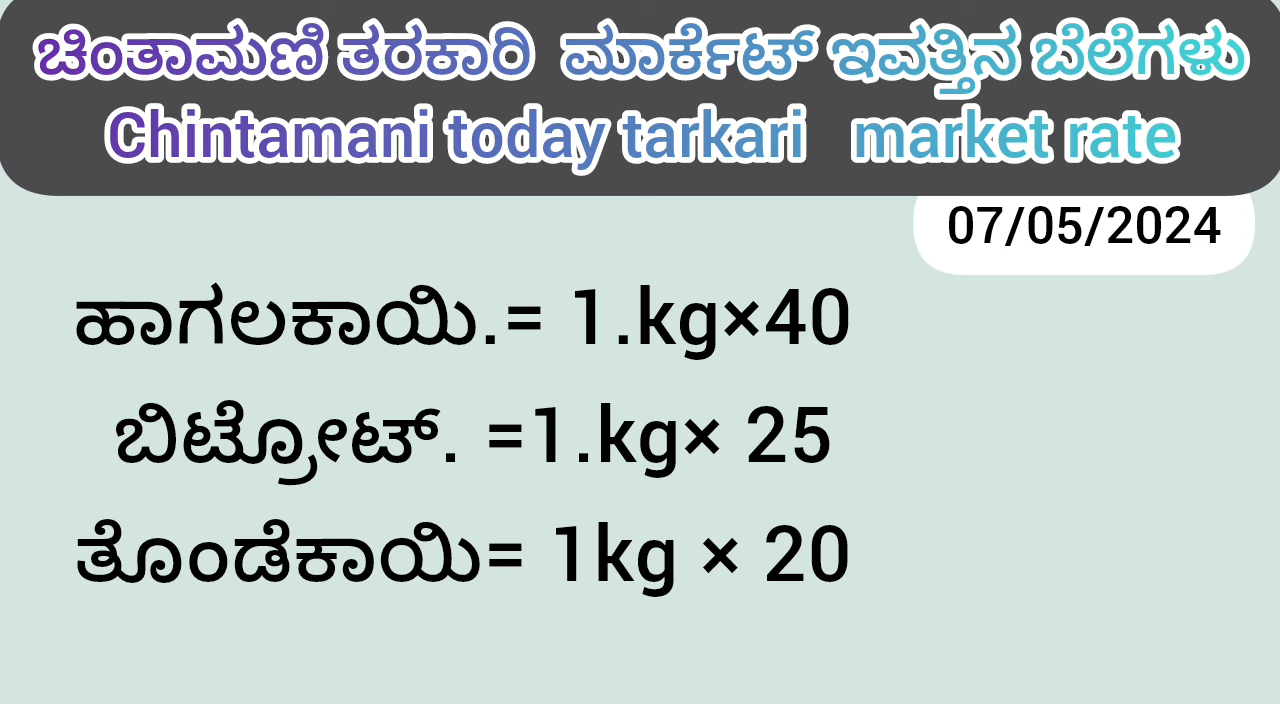 ಚಿಂತಾಮಣಿ ತರಕಾರಿ ಮಾರ್ಕೆಟ್ ಇವತ್ತಿನ ಬೆಲೆಗಳು
Chintamani today tarkari market rate
07/05/2024
ಹಾಗಲಕಾಯಿ.= 1.kg×40
ಬಿಟ್ರೋಟ್. =1.kg× 25
ತೊಂಡೆಕಾಯಿ= 1kg × 20